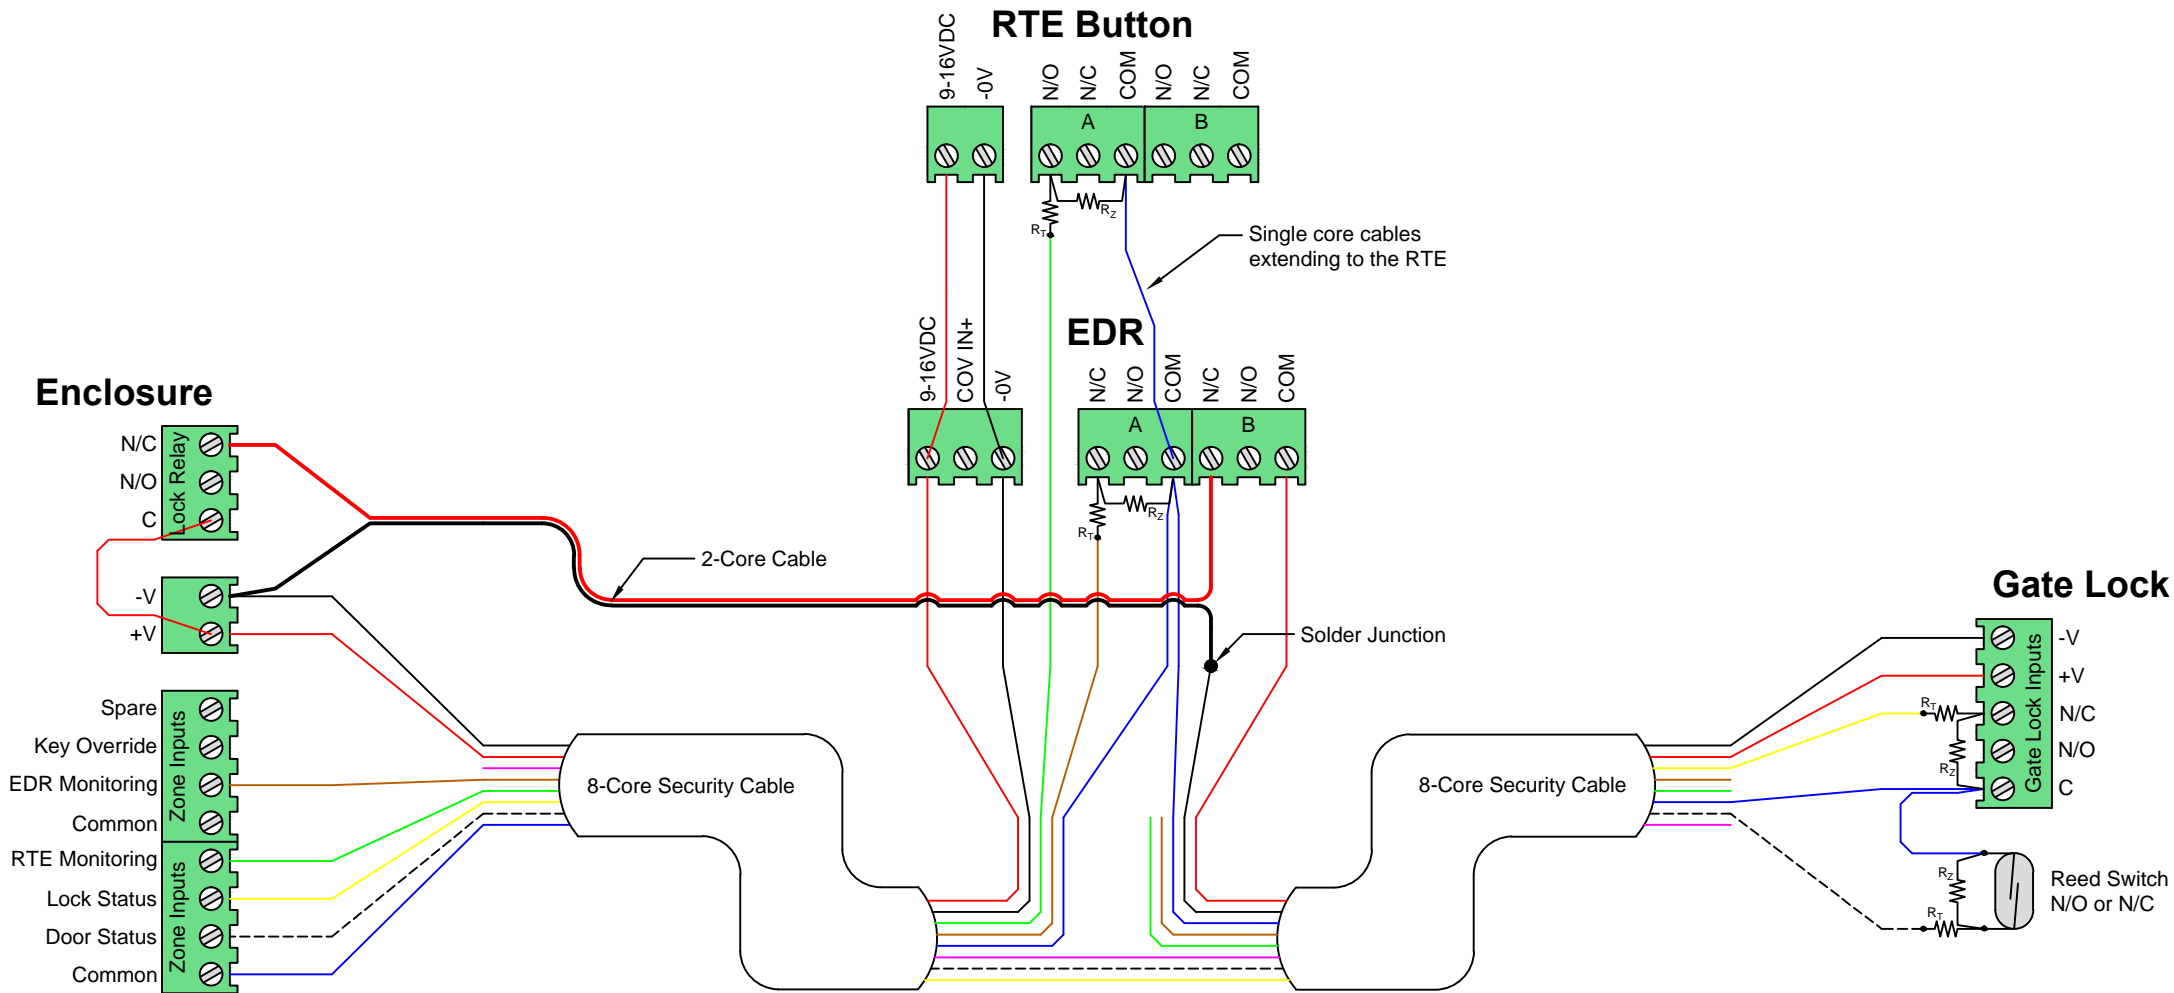 RTE Button
9-16VDC
-0V
N/O
N/C
COM
N/O
N/C
COM
A
B
RZ
RT
Single core cables
extending to the RTE
EDR
9-16VDC
COV IN+
-0V
N/C
N/O
COM
N/C
N/O
COM
A
B
RZ
RT
Enclosure
N/C
N/O
C
Lock Relay
-V
+V
2-Core Cable
Solder Junction
Spare
Key Override
EDR Monitoring
Common
Zone Inputs
RTE Monitoring
Lock Status
Door Status
Common
Zone Inputs
8-Core Security Cable
8-Core Security Cable
Gate Lock
-V
+V
N/C
N/O
C
Gate Lock Inputs
RT
RZ
RZ
RT
Reed Switch
N/O or N/C